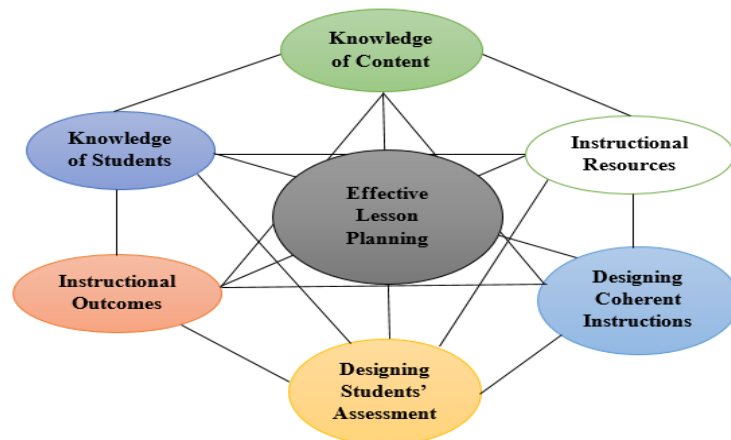 Knowledge
of Content
Knowledge
of Students
Instructional
Resources
Effective
Lesson
Planning
Instructional
Outcomes
Designing
Coherent
Instructions
Designing
Students’
Assessment